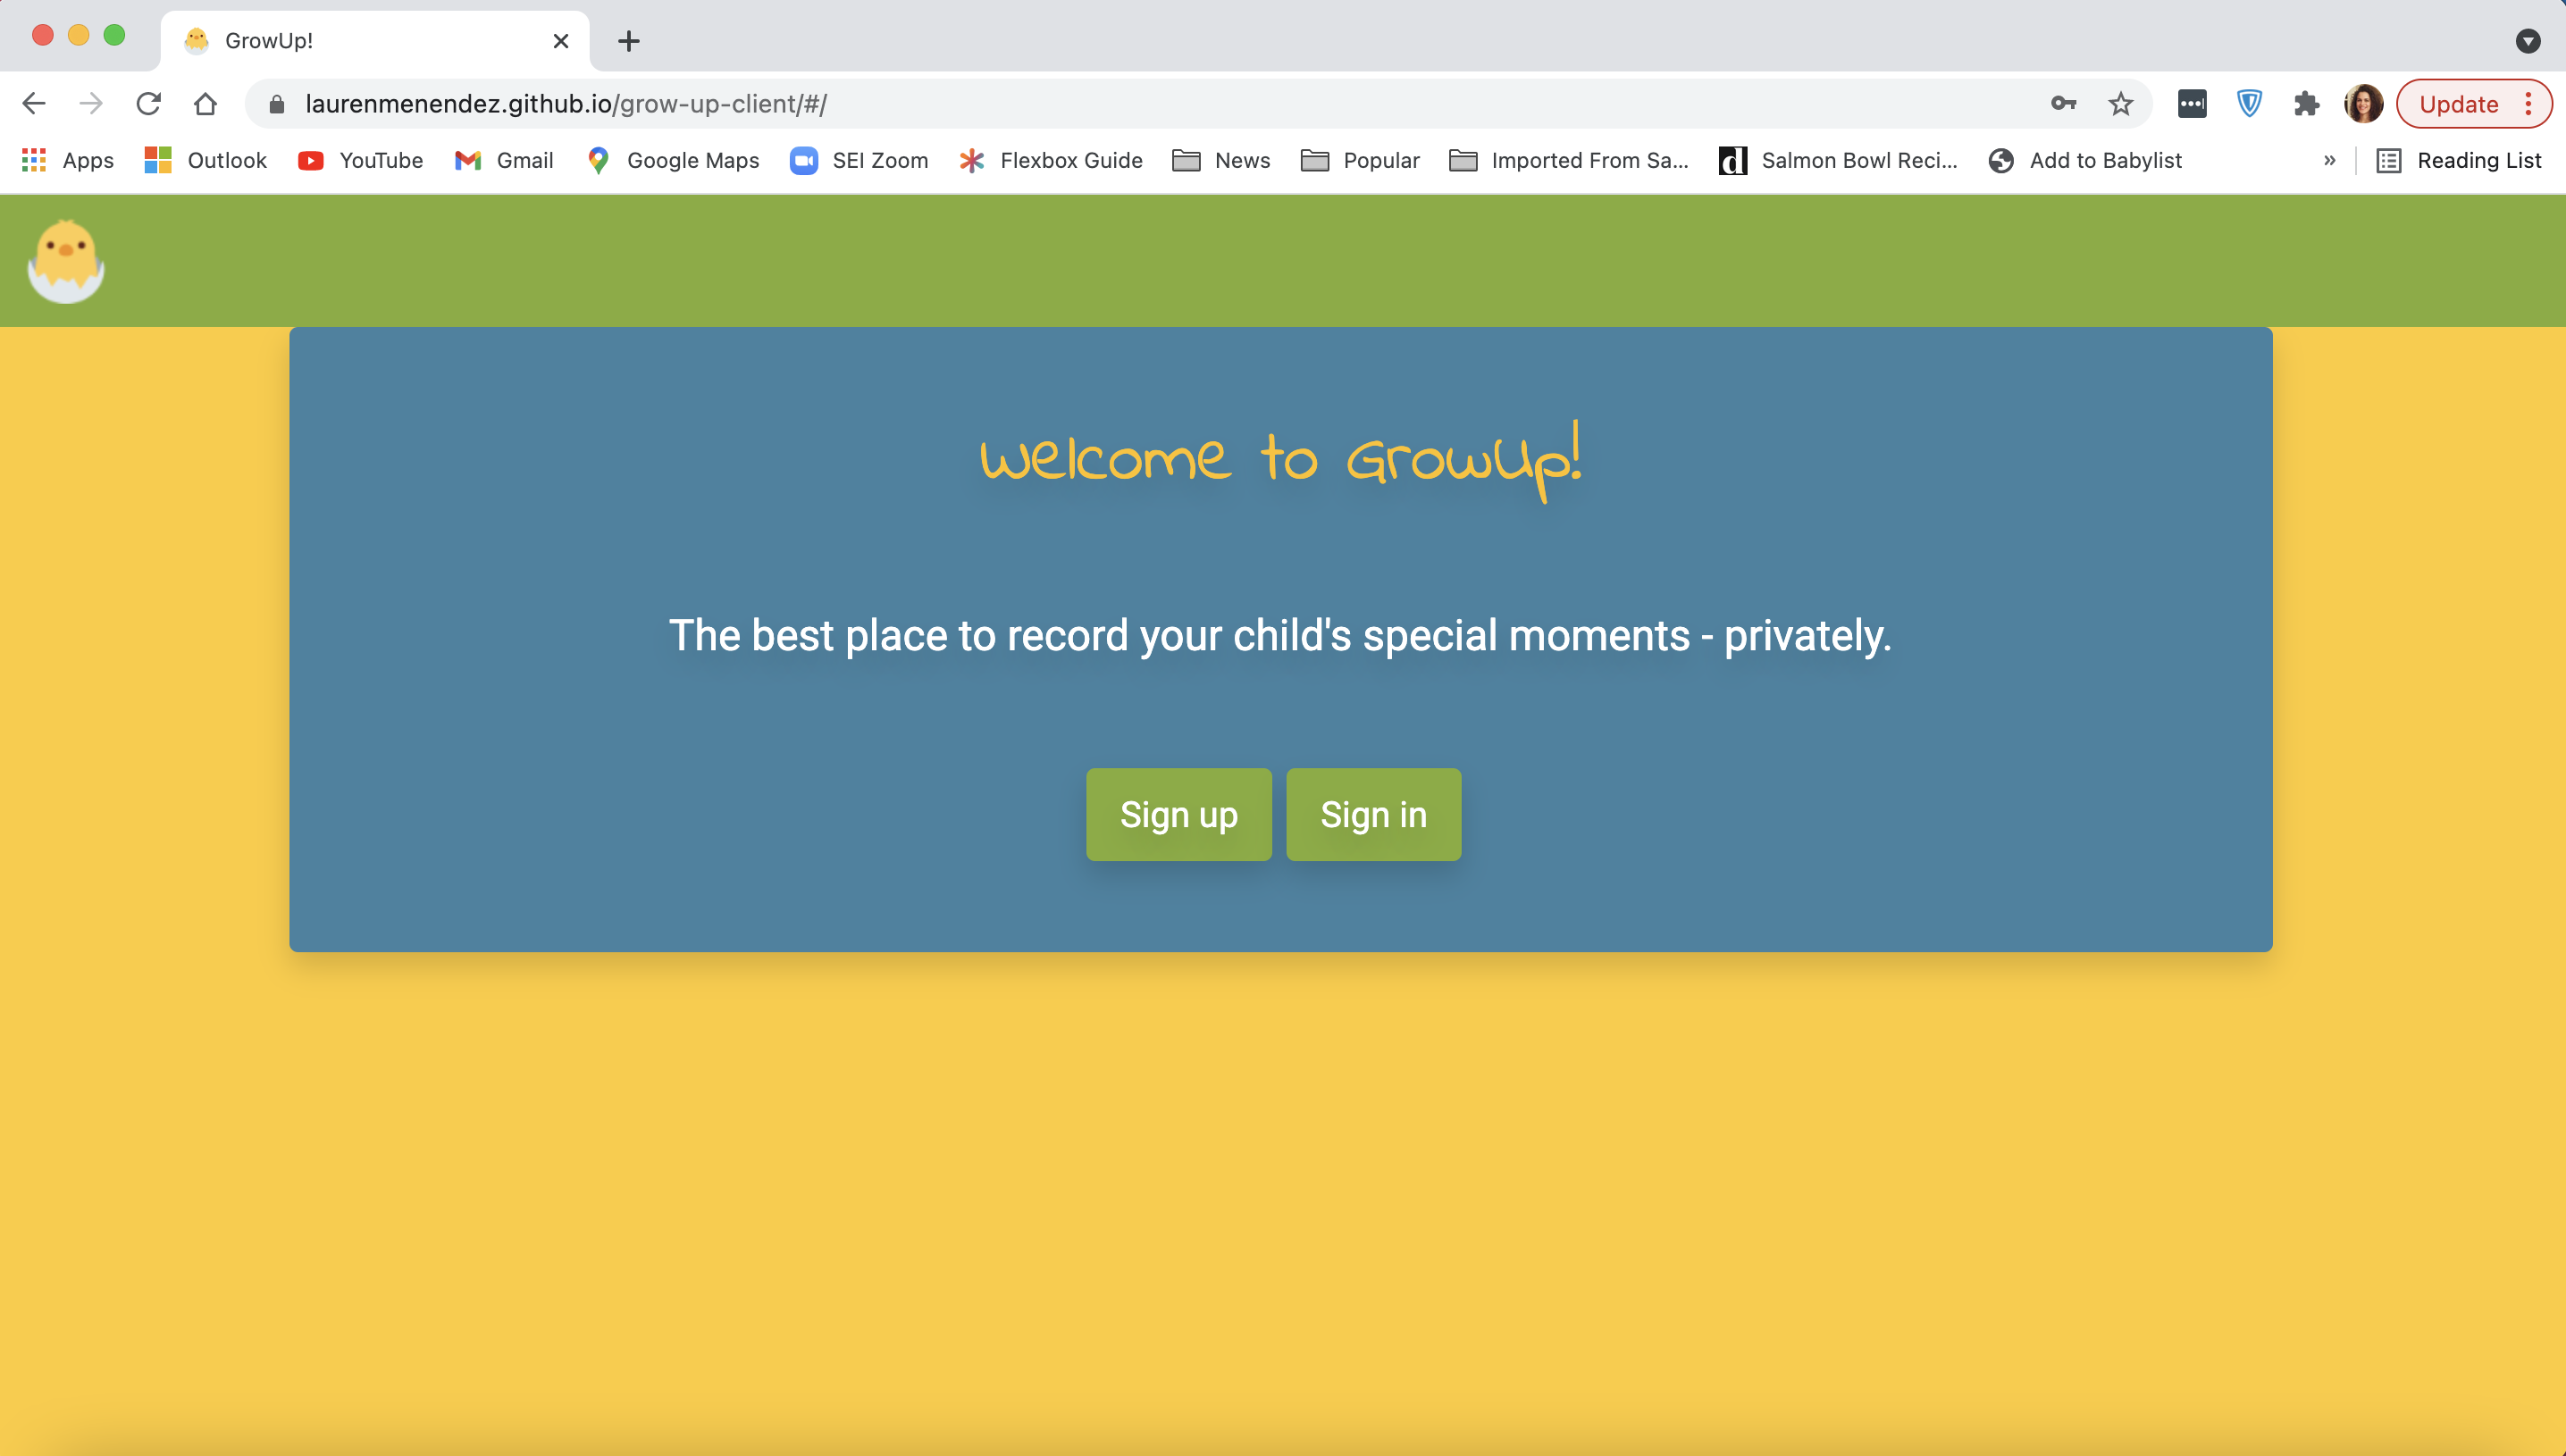 GrowUp!
laurenmenendez.github.io/grow-up-client/#/
Update
Apps Outlook YouTube Gmail Google Maps SEI Zoom Flexbox Guide News Popular Imported From Sa... Salmon Bowl Reci... Add to Babylist » Reading List
Welcome to GrowUp!
The best place to record your child's special moments - privately.
Sign up Sign in